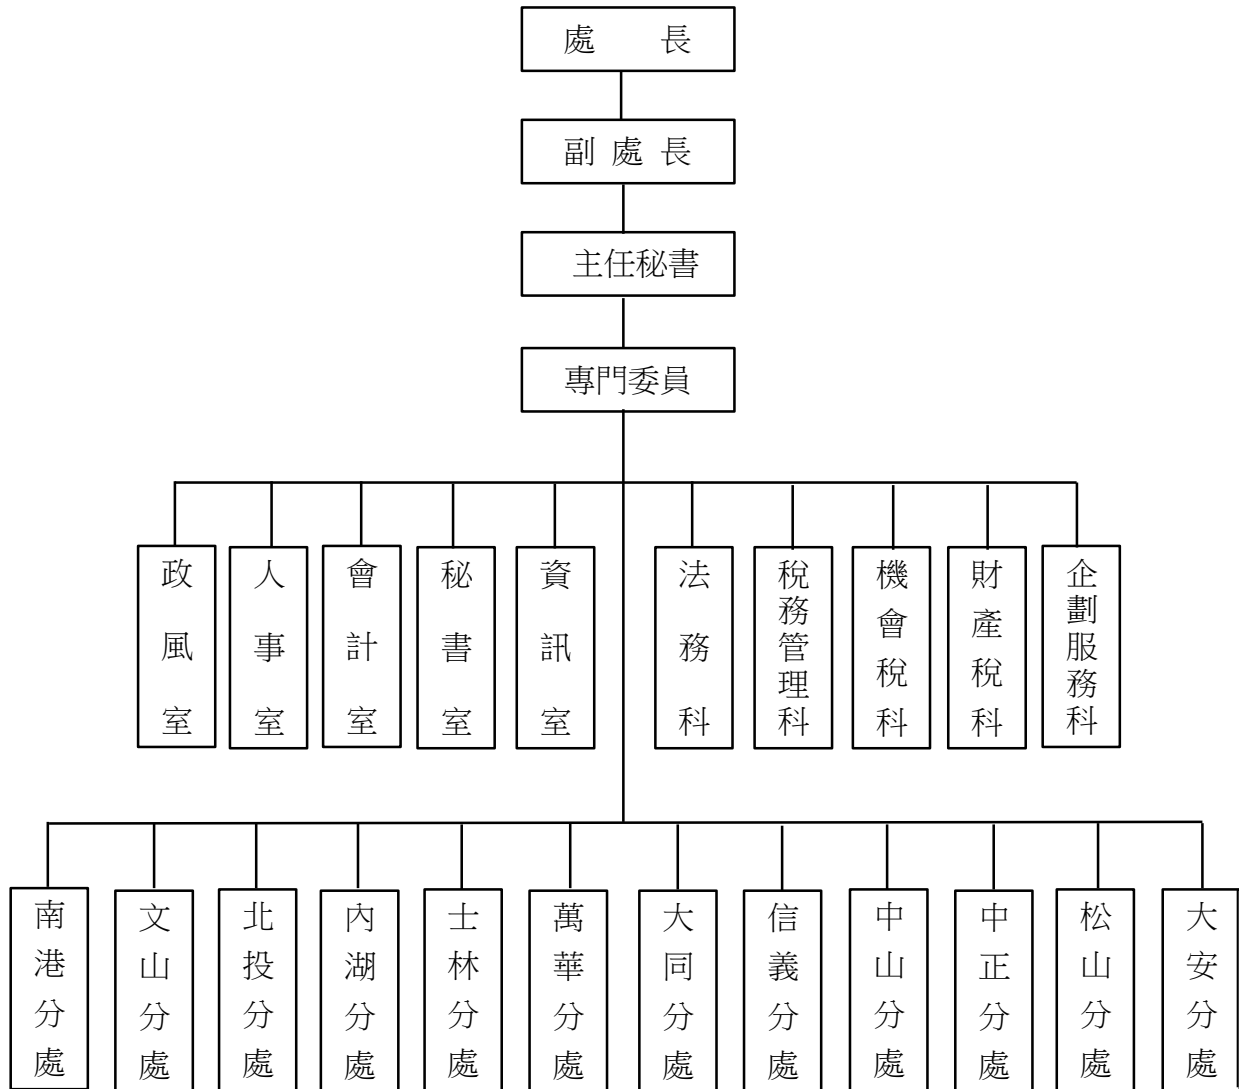 處長
副處長
主任秘書
專門委員
政風室
人事室
會計室
秘書室
資訊室
法務科
稅務管理科
機會稅科
財產稅科
企劃服務科
南港分處
文山分處
北投分處
內湖分處
士林分處
萬華分處
大同分處
信義分處
中山分處
中正分處
松山分處
大安分處